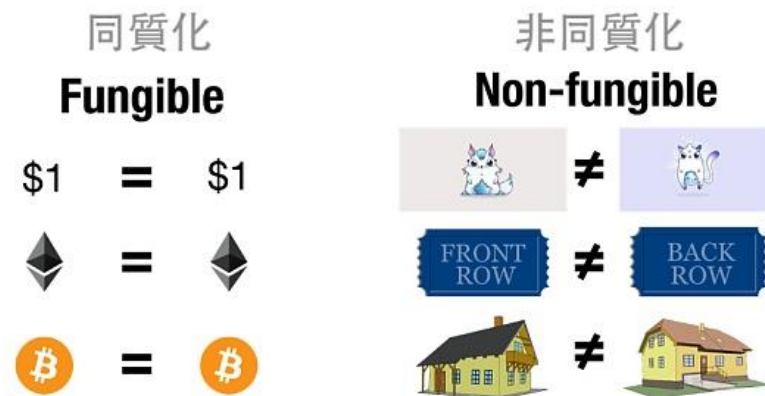 同質化
Fungible
$1 = $1
=
=
非同質化
Non-fungible
≠
FRONT ROW ≠ BACK ROW
≠